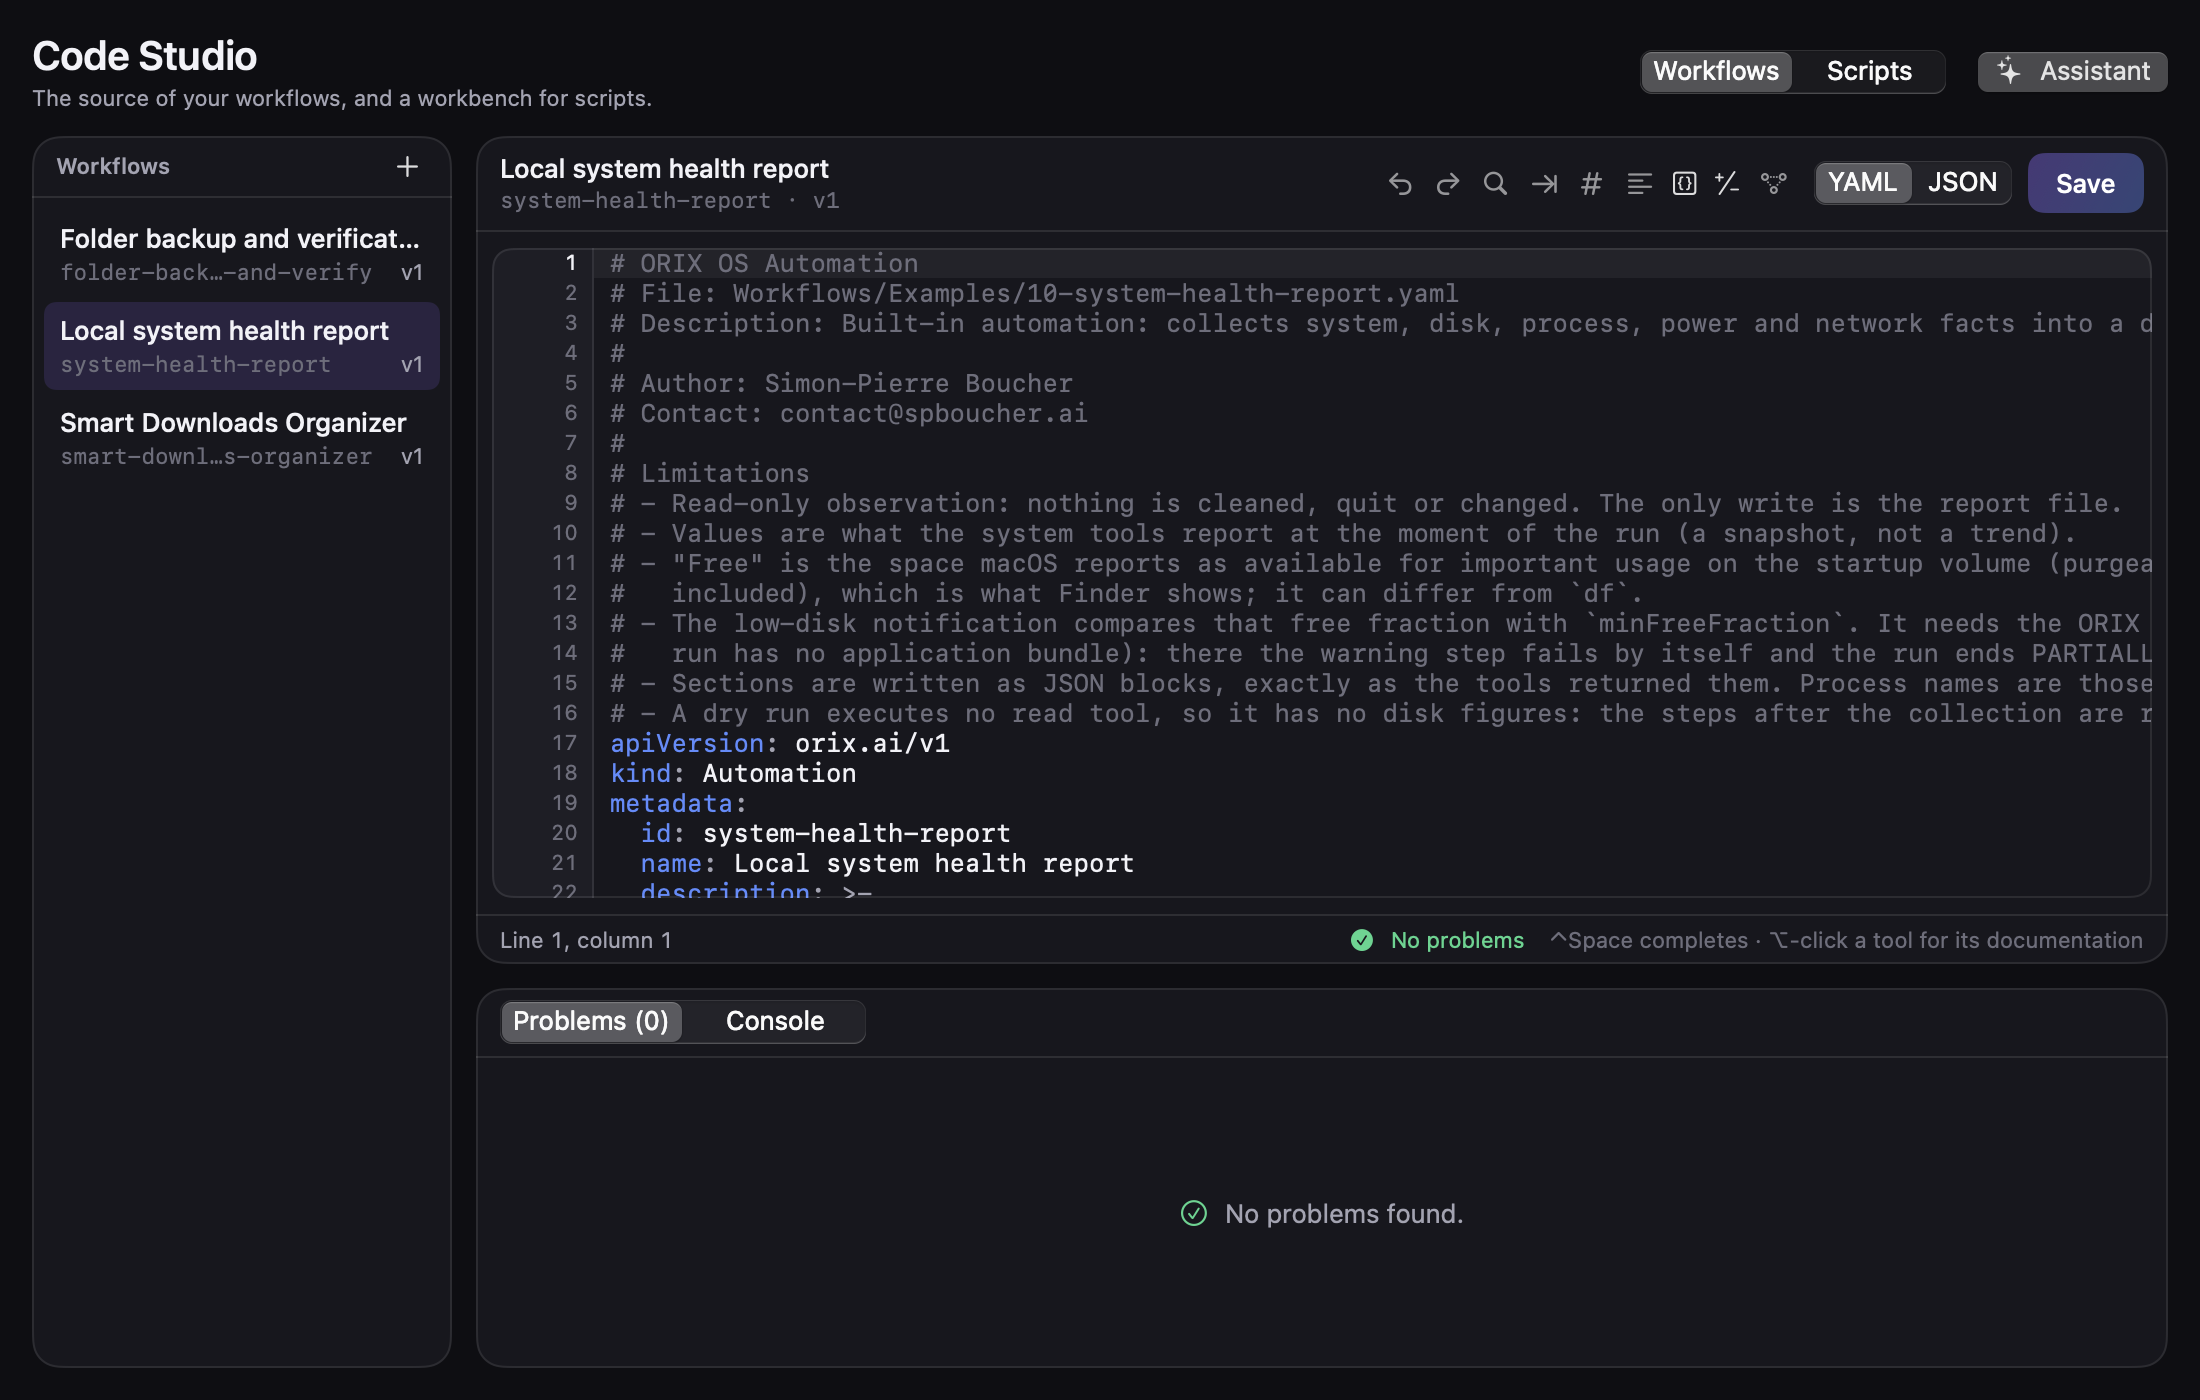 Code Studio
The source of your workflows, and a workbench for scripts.
Workflows
Scripts
Assistant
Workflows
Folder backup and verificat...
folder-back…-and-verify v1
Local system health report
system-health-report v1
Smart Downloads Organizer
smart-downl…s-organizer v1
Local system health report
system-health-report · v1
YAML
JSON
Save
1 # ORIX OS Automation
2 # File: Workflows/Examples/10-system-health-report.yaml
3 # Description: Built-in automation: collects system, disk, process, power and network facts into a d
4 #
5 # Author: Simon-Pierre Boucher
6 # Contact: contact@spboucher.ai
7 #
8 # Limitations
9 # - Read-only observation: nothing is cleaned, quit or changed. The only write is the report file.
10 # - Values are what the system tools report at the moment of the run (a snapshot, not a trend).
11 # - "Free" is the space macOS reports as available for important usage on the startup volume (purgea
12 #   included), which is what Finder shows; it can differ from `df`.
13 # - The low-disk notification compares that free fraction with `minFreeFraction`. It needs the ORIX
14 #   run has no application bundle): there the warning step fails by itself and the run ends PARTIALL
15 # - Sections are written as JSON blocks, exactly as the tools returned them. Process names are those
16 # - A dry run executes no read tool, so it has no disk figures: the steps after the collection are r
17 apiVersion: orix.ai/v1
18 kind: Automation
19 metadata:
20   id: system-health-report
21   name: Local system health report
22   description: >-
Line 1, column 1
No problems
^Space completes · ⌥-click a tool for its documentation
Problems (0)
Console
No problems found.